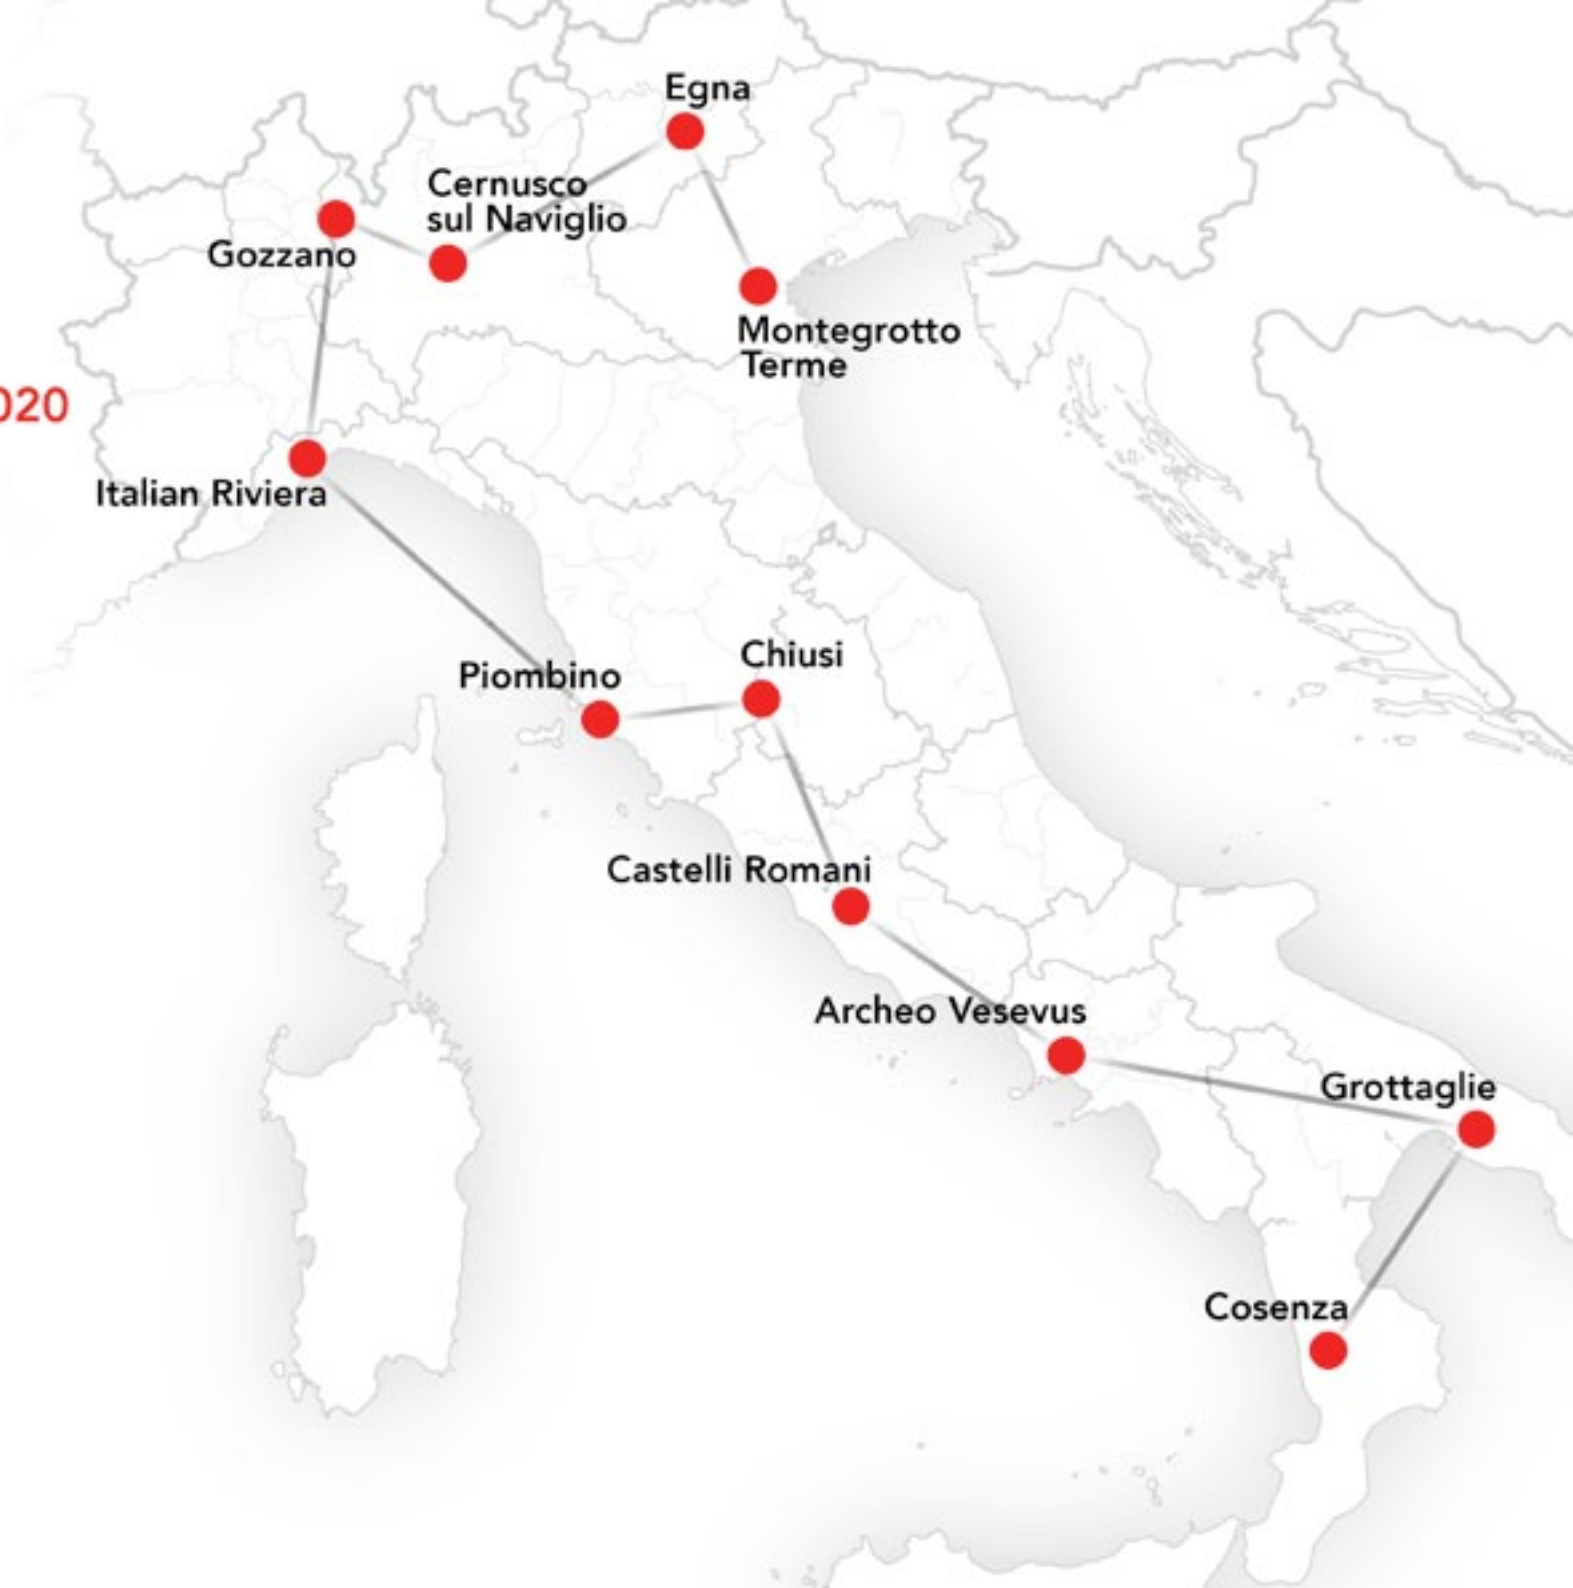 Egna
Cernusco
sul Naviglio
Gozzano
Montegrotto
Terme
020
Italian Riviera
Chiusi
Piombino
Castelli Romani
Archeo Vesevus
Grottaglie
Cosenza